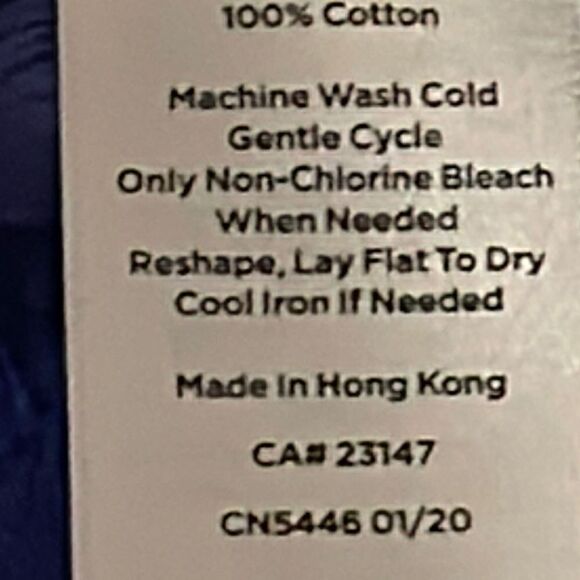 100% Cotton
Machine Wash Cold
Gentle Cycle
Only Non-Chlorine Bleach
When Needed
Reshape, Lay Flat To Dry
Cool Iron If Needed
Made In Hong Kong
CA# 23147
CN5446 01/20